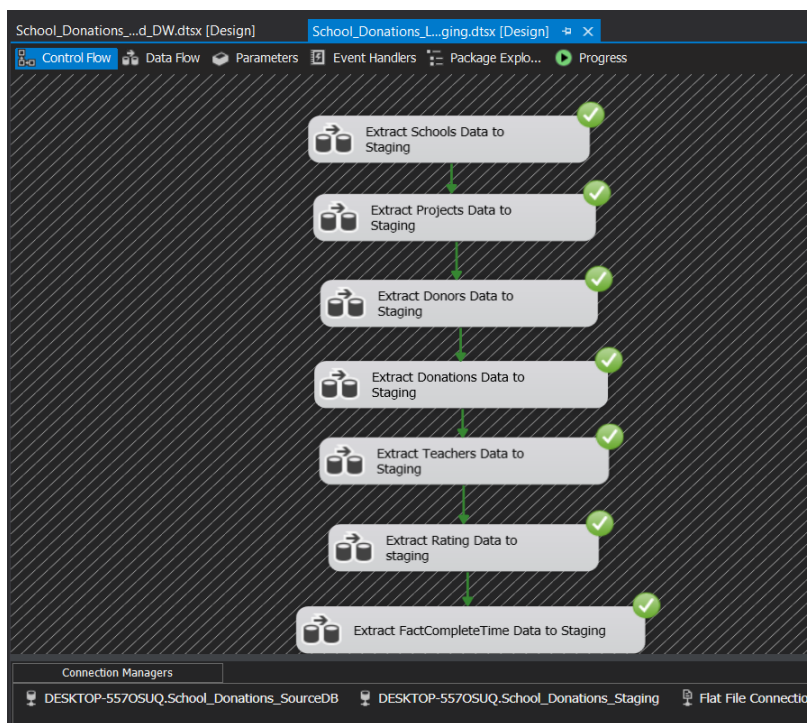 School_Donations_...d_DW.dtsx [Design] School_Donations_L...ging.dtsx [Design]
Control Flow Data Flow Parameters Event Handlers Package Explo... Progress
Extract Schools Data to
Staging
Extract Projects Data to
Staging
Extract Donors Data to
Staging
Extract Donations Data to
Staging
Extract Teachers Data to
Staging
Extract Rating Data to
staging
Extract FactCompleteTime Data to Staging
Connection Managers
DESKTOP-557OSUQ.School_Donations_SourceDB DESKTOP-557OSUQ.School_Donations_Staging Flat File Connectio